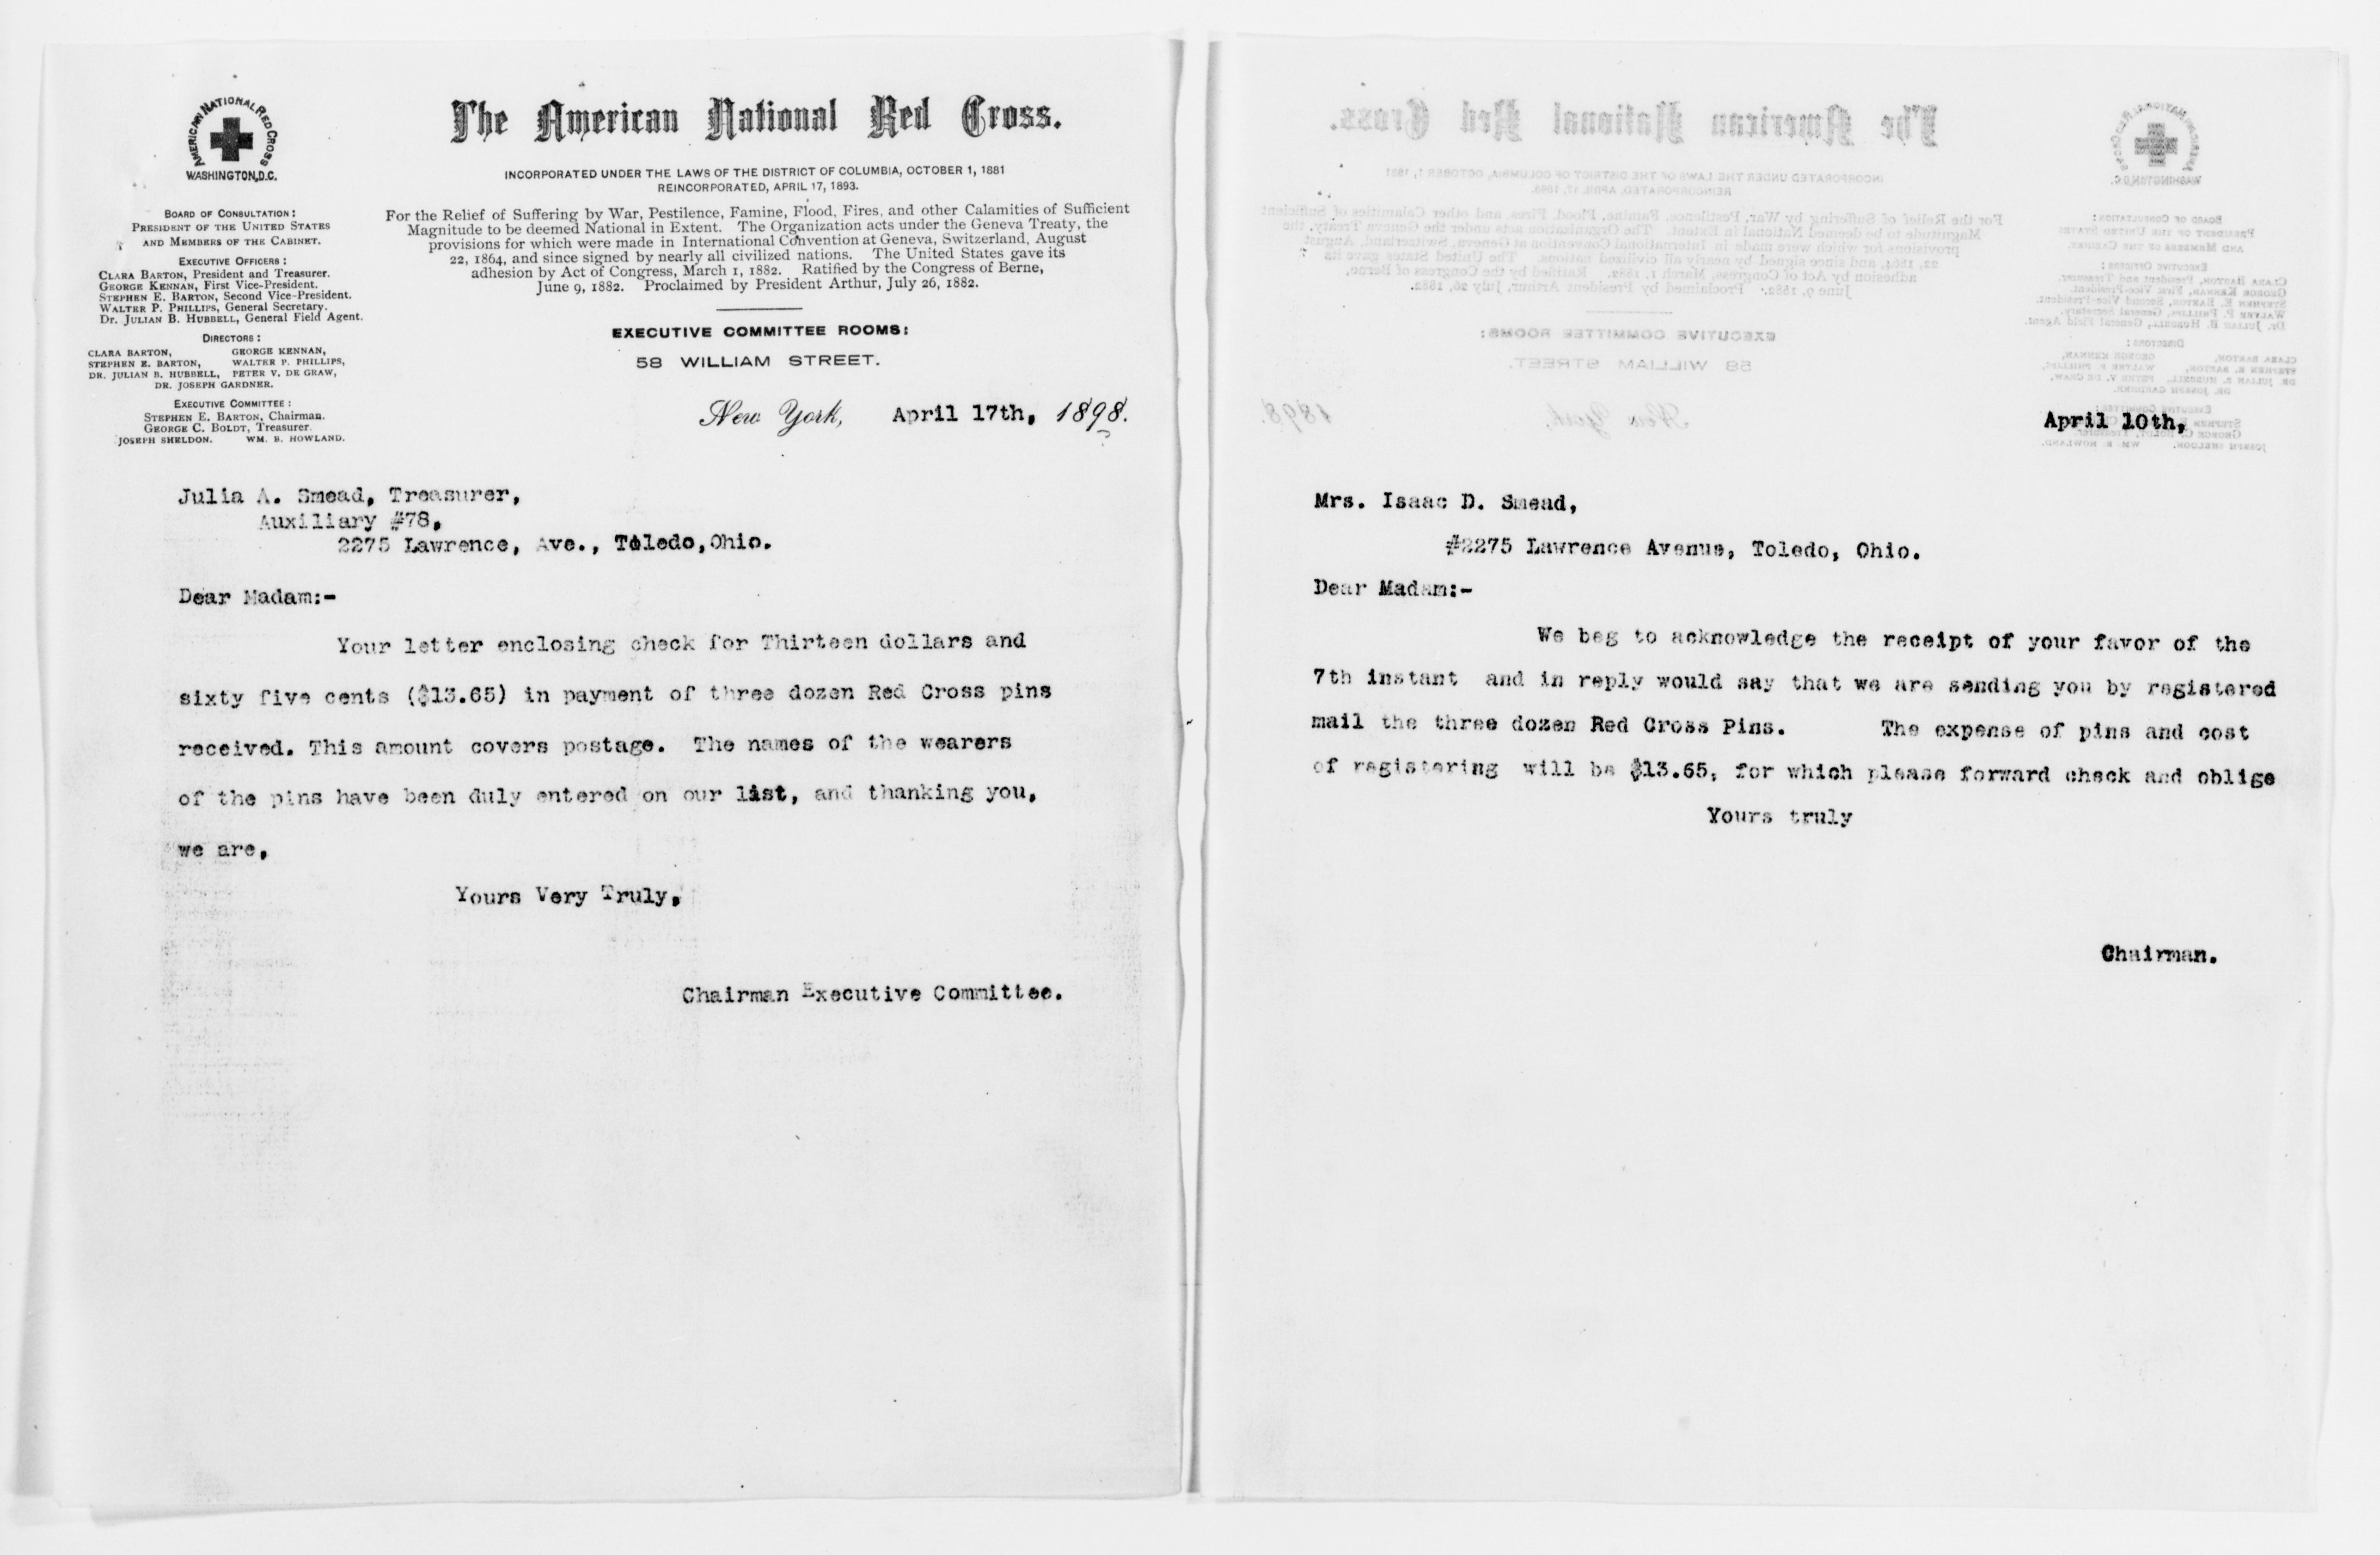 AMERICAN NATIONAL RED CROSS
WASHINGTON, D.C.
The American National Red Cross.
INCORPORATED UNDER THE LAWS OF THE DISTRICT OF COLUMBIA, OCTOBER 1, 1881
REINCORPORATED, APRIL 17, 1893.
For the Relief of Suffering by War, Pestilence, Famine, Flood, Fires, and other Calamities of Sufficient
Magnitude to be deemed National in Extent. The Organization acts under the Geneva Treaty, the
provisions for which were made in International Convention at Geneva, Switzerland, August
22, 1864, and since signed by nearly all civilized nations. The United States gave its
adhesion by Act of Congress, March 1, 1882. Ratified by the Congress of Berne,
June 9, 1882. Proclaimed by President Arthur, July 26, 1882.
EXECUTIVE COMMITTEE ROOMS:
58 WILLIAM STREET.
BOARD OF CONSULTATION:
PRESIDENT OF THE UNITED STATES
AND MEMBERS OF THE CABINET.
EXECUTIVE OFFICERS:
CLARA BARTON, President and Treasurer.
GEORGE KENNAN, First Vice-President.
STEPHEN E. BARTON, Second Vice-President.
WALTER P. PHILLIPS, General Secretary.
Dr. JULIAN B. HUBBELL, General Field Agent.
DIRECTORS:
CLARA BARTON, GEORGE KENNAN,
STEPHEN E. BARTON, WALTER P. PHILLIPS,
DR. JULIAN B. HUBBELL, PETER V. DE GRAW,
DR. JOSEPH GARDNER.
EXECUTIVE COMMITTEE:
STEPHEN E. BARTON, Chairman.
GEORGE C. BOLDT, Treasurer.
JOSEPH SHELDON. WM. B. HOWLAND.
New York, April 17th, 1898.
Julia A. Smead, Treasurer,
Auxiliary #78,
2275 Lawrence, Ave., Toledo,Ohio.
Dear Madam:-
Your letter enclosing check for Thirteen dollars and
sixty five cents ($13.65) in payment of three dozen Red Cross pins
received. This amount covers postage. The names of the wearers
of the pins have been duly entered on our list, and thanking you,
we are,
Yours Very Truly,
Chairman Executive Committee.
April 10th,
Mrs. Isaac D. Smead,
#2275 Lawrence Avenue, Toledo, Ohio.
Dear Madam:-
We beg to acknowledge the receipt of your favor of the
7th instant and in reply would say that we are sending you by registered
mail the three dozen Red Cross Pins. The expense of pins and cost
of registering will be $13.65, for which please forward check and oblige
Yours truly
Chairman.